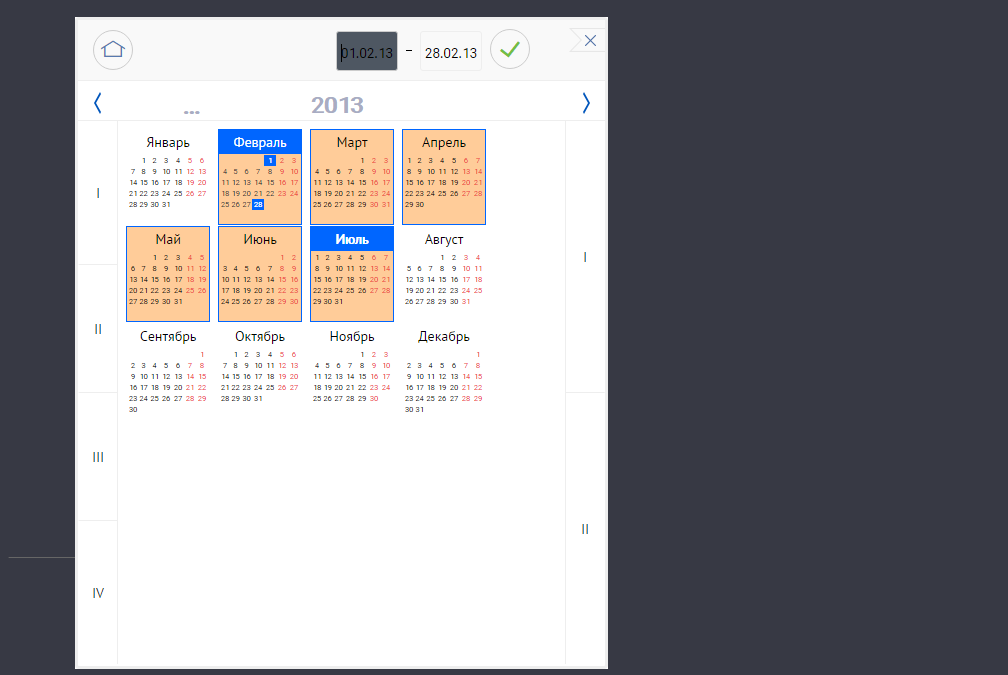 01.02.13 – 28.02.13
... 2013
I
II
III
IV
Январь
1 2 3 4 5 6
7 8 9 10 11 12 13
14 15 16 17 18 19 20
21 22 23 24 25 26 27
28 29 30 31
Февраль
1 2 3
4 5 6 7 8 9 10
11 12 13 14 15 16 17
18 19 20 21 22 23 24
25 26 27 28
Март
1 2 3
4 5 6 7 8 9 10
11 12 13 14 15 16 17
18 19 20 21 22 23 24
25 26 27 28 29 30 31
Апрель
1 2 3 4 5 6 7
8 9 10 11 12 13 14
15 16 17 18 19 20 21
22 23 24 25 26 27 28
29 30
Май
1 2 3 4 5
6 7 8 9 10 11 12
13 14 15 16 17 18 19
20 21 22 23 24 25 26
27 28 29 30 31
Июнь
1 2
3 4 5 6 7 8 9
10 11 12 13 14 15 16
17 18 19 20 21 22 23
24 25 26 27 28 29 30
Июль
1 2 3 4 5 6 7
8 9 10 11 12 13 14
15 16 17 18 19 20 21
22 23 24 25 26 27 28
29 30 31
Август
1 2 3 4
5 6 7 8 9 10 11
12 13 14 15 16 17 18
19 20 21 22 23 24 25
26 27 28 29 30 31
Сентябрь
1
2 3 4 5 6 7 8
9 10 11 12 13 14 15
16 17 18 19 20 21 22
23 24 25 26 27 28 29
30
Октябрь
1 2 3 4 5 6
7 8 9 10 11 12 13
14 15 16 17 18 19 20
21 22 23 24 25 26 27
28 29 30 31
Ноябрь
1 2 3
4 5 6 7 8 9 10
11 12 13 14 15 16 17
18 19 20 21 22 23 24
25 26 27 28 29 30
Декабрь
1
2 3 4 5 6 7 8
9 10 11 12 13 14 15
16 17 18 19 20 21 22
23 24 25 26 27 28 29
30 31
I
II